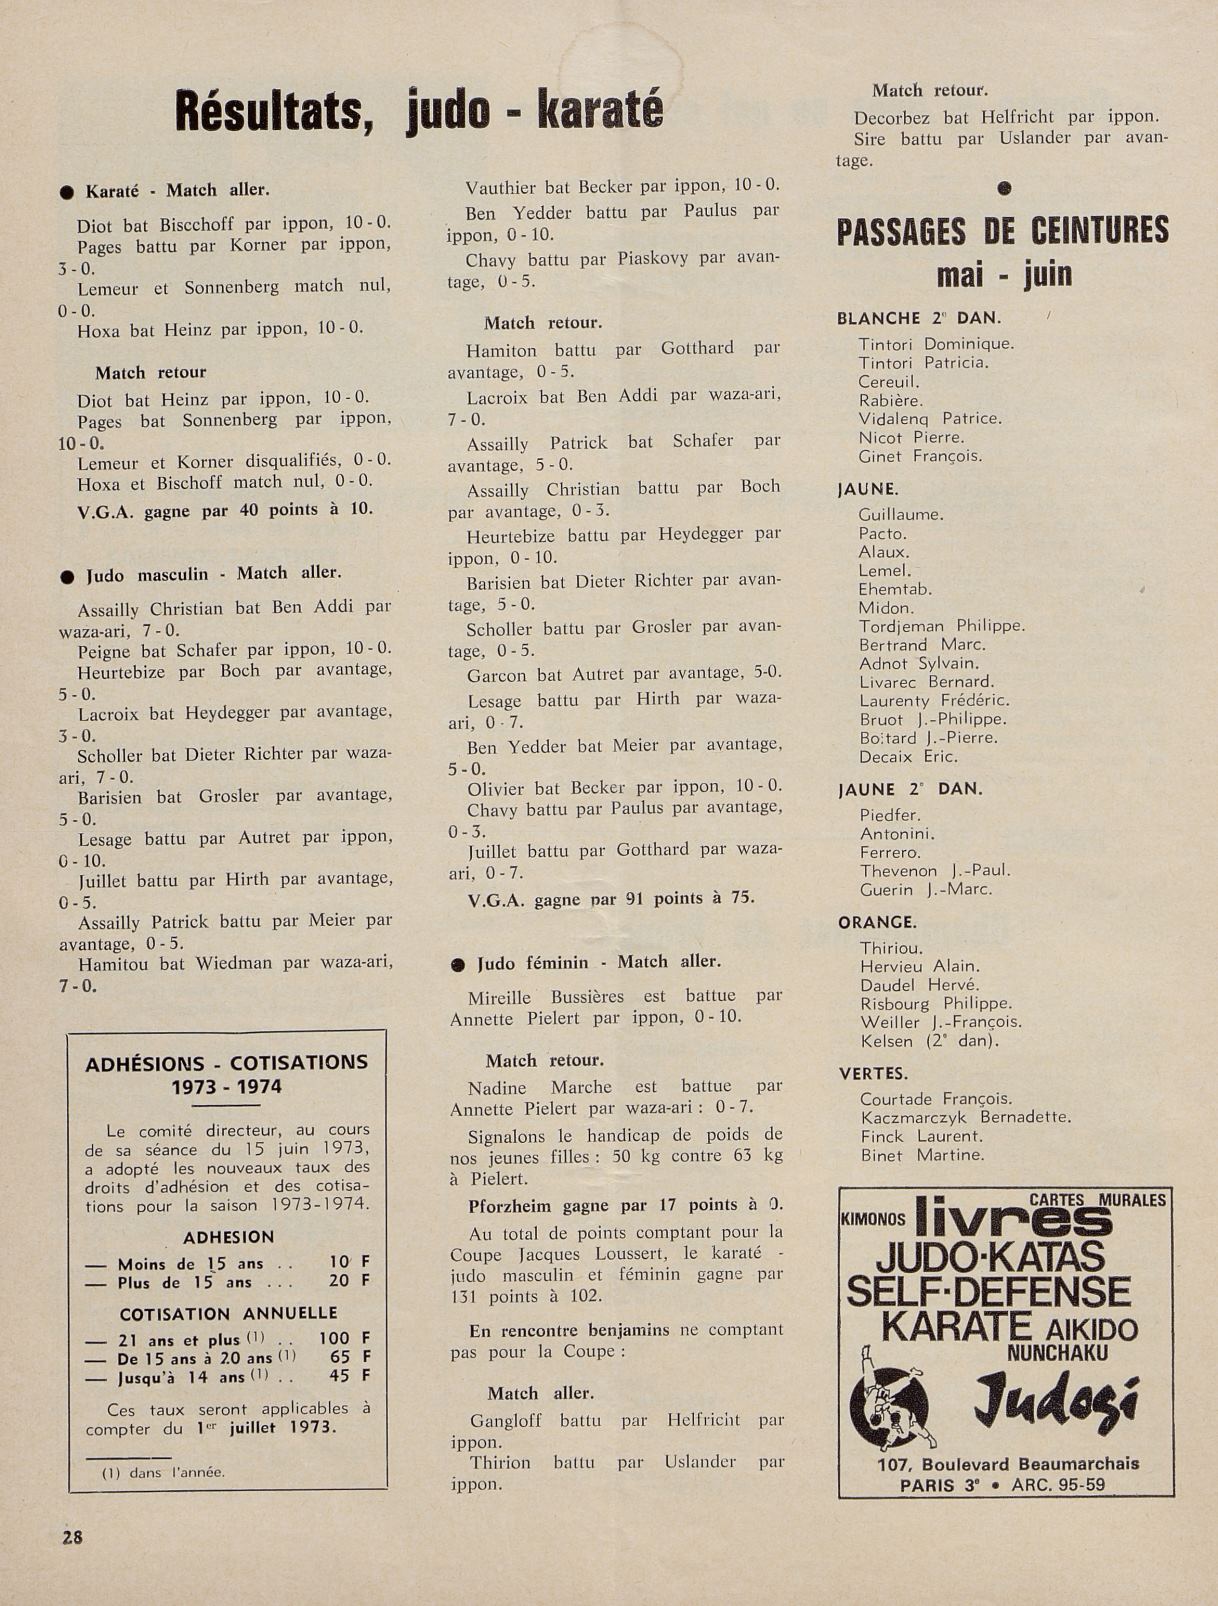 Résultats, judo - karaté
● Karaté - Match aller.
Diot bat Biscchoff par ippon, 10 - 0.
Pages battu par Korner par ippon,
3 - 0.
Lemeur et Sonnenberg match nul,
0 - 0.
Hoxa bat Heinz par ippon, 10 - 0.
Match retour
Diot bat Heinz par ippon, 10 - 0.
Pages bat Sonnenberg par ippon,
10 - 0.
Lemeur et Korner disqualifiés, 0 - 0.
Hoxa et Bischoff match nul, 0 - 0.
V.G.A. gagne par 40 points à 10.
● Judo masculin - Match aller.
Assailly Christian bat Ben Addi par
waza-ari, 7 - 0.
Peigne bat Schafer par ippon, 10 - 0.
Heurtebize par Boch par avantage,
5 - 0.
Lacroix bat Heydegger par avantage,
3 - 0.
Scholler bat Dieter Richter par waza-
ari, 7 - 0.
Barisien bat Grosler par avantage,
5 - 0.
Lesage battu par Autret par ippon,
0 - 10.
Juillet battu par Hirth par avantage,
0 - 5.
Assailly Patrick battu par Meier par
avantage, 0 - 5.
Hamitou bat Wiedman par waza-ari,
7 - 0.
ADHÉSIONS - COTISATIONS
1973 - 1974
Le comité directeur, au cours
de sa séance du 15 juin 1973,
a adopté les nouveaux taux des
droits d'adhésion et des cotisa-
tions pour la saison 1973-1974.
ADHESION
— Moins de 15 ans . . 10 F
— Plus de 15 ans . . . 20 F
COTISATION ANNUELLE
— 21 ans et plus (1) . . 100 F
— De 15 ans à 20 ans (1) 65 F
— Jusqu'à 14 ans (1) . . 45 F
Ces taux seront applicables à
compter du 1er juillet 1973.
(1) dans l'année.
28
Vauthier bat Becker par ippon, 10 - 0.
Ben Yedder battu par Paulus par
ippon, 0 - 10.
Chavy battu par Piaskovy par avan-
tage, 0 - 5.
Match retour.
Hamiton battu par Gotthard par
avantage, 0 - 5.
Lacroix bat Ben Addi par waza-ari,
7 - 0.
Assailly Patrick bat Schafer par
avantage, 5 - 0.
Assailly Christian battu par Boch
par avantage, 0 - 3.
Heurtebize battu par Heydegger par
ippon, 0 - 10.
Barisien bat Dieter Richter par avan-
tage, 5 - 0.
Scholler battu par Grosler par avan-
tage, 0 - 5.
Garcon bat Autret par avantage, 5-0.
Lesage battu par Hirth par waza-
ari, 0 - 7.
Ben Yedder bat Meier par avantage,
5 - 0.
Olivier bat Becker par ippon, 10 - 0.
Chavy battu par Paulus par avantage,
0 - 3.
Juillet battu par Gotthard par waza-
ari, 0 - 7.
V.G.A. gagne par 91 points à 75.
● Judo féminin - Match aller.
Mireille Bussières est battue par
Annette Pielert par ippon, 0 - 10.
Match retour.
Nadine Marche est battue par
Annette Pielert par waza-ari : 0 - 7.
Signalons le handicap de poids de
nos jeunes filles : 50 kg contre 63 kg
à Pielert.
Pforzheim gagne par 17 points à 0.
Au total de points comptant pour la
Coupe Jacques Loussert, le karaté -
judo masculin et féminin gagne par
131 points à 102.
En rencontre benjamins ne comptant
pas pour la Coupe :
Match aller.
Gangloff battu par Helfricht par
ippon.
Thirion battu par Uslander par
ippon.
Match retour.
Decorbez bat Helfricht par ippon.
Sire battu par Uslander par avan-
tage.
●
PASSAGES DE CEINTURES
mai - juin
BLANCHE 2e DAN.
Tintori Dominique.
Tintori Patricia.
Cereuil.
Rabière.
Vidalenq Patrice.
Nicot Pierre.
Ginet François.
JAUNE.
Guillaume.
Pacto.
Alaux.
Lemel.
Ehemtab.
Midon.
Tordjeman Philippe.
Bertrand Marc.
Adnot Sylvain.
Livarec Bernard.
Laurenty Frédéric.
Bruot J.-Philippe.
Boitard J.-Pierre.
Decaix Eric.
JAUNE 2e DAN.
Piedfer.
Antonini.
Ferrero.
Thevenon J.-Paul.
Guerin J.-Marc.
ORANGE.
Thiriou.
Hervieu Alain.
Daudel Hervé.
Risbourg Philippe.
Weiller J.-François.
Kelsen (2e dan).
VERTES.
Courtade François.
Kaczmarczyk Bernadette.
Finck Laurent.
Binet Martine.
CARTES MURALES
KIMONOS livres
JUDO·KATAS
SELF·DEFENSE
KARATE AIKIDO
NUNCHAKU
Judogi
107, Boulevard Beaumarchais
PARIS 3e • ARC. 95-59